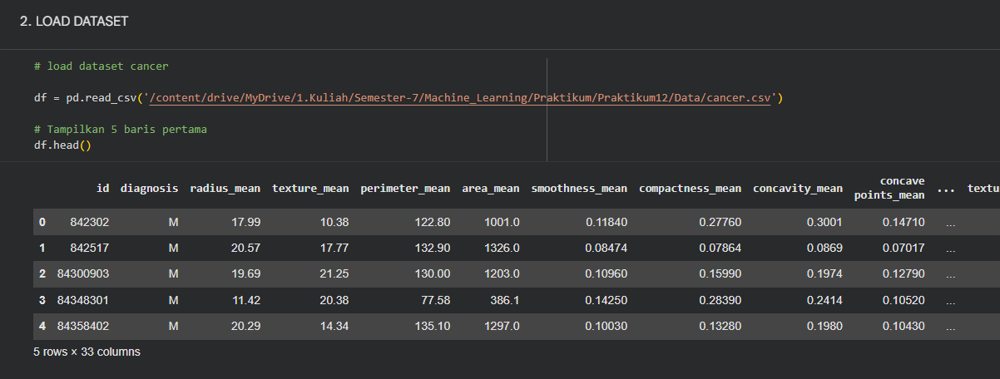 2. LOAD DATASET
# load dataset cancer
df = pd.read_csv('/content/drive/MyDrive/1.Kuliah/Semester-7/Machine_Learning/Praktikum/Praktikum12/Data/cancer.csv')
# Tampilkan 5 baris pertama
df.head()
id diagnosis radius_mean texture_mean perimeter_mean area_mean smoothness_mean compactness_mean concavity_mean concave points_mean ... textu
0 842302 M 17.99 10.38 122.80 1001.0 0.11840 0.27760 0.3001 0.14710 ...
1 842517 M 20.57 17.77 132.90 1326.0 0.08474 0.07864 0.0869 0.07017 ...
2 84300903 M 19.69 21.25 130.00 1203.0 0.10960 0.15990 0.1974 0.12790 ...
3 84348301 M 11.42 20.38 77.58 386.1 0.14250 0.28390 0.2414 0.10520 ...
4 84358402 M 20.29 14.34 135.10 1297.0 0.10030 0.13280 0.1980 0.10430 ...
5 rows × 33 columns